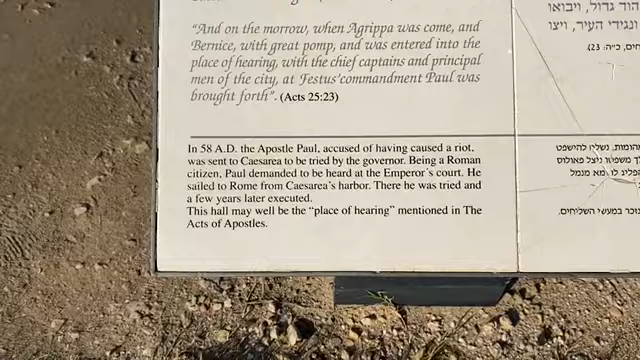 "And on the morrow, when Agrippa was come, and
Bernice, with great pomp, and was entered into the
place of hearing, with the chief captains and principal
men of the city, at Festus'commandment Paul was
brought forth". (Acts 25:23)
In 58 A.D. the Apostle Paul, accused of having caused a riot,
was sent to Caesarea to be tried by the governor. Being a Roman
citizen, Paul demanded to be heard at the Emperor's court. He
sailed to Rome from Caesarea's harbor. There he was tried and
a few years later executed.
This hall may well be the "place of hearing" mentioned in The
Acts of Apostles.
הוד גדול, ויבואו
ונגידי העיר, ויצו
מהומות, נשלח להישפט
ניצל פאולוס
נזכר במעשי השליחים.